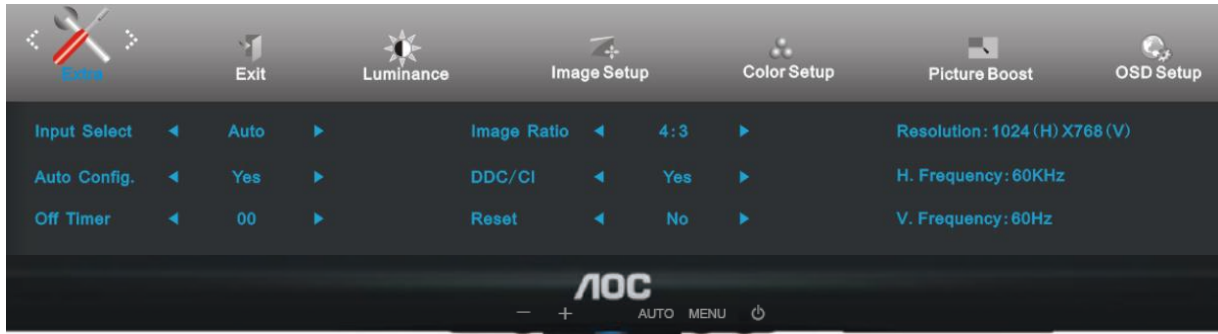 Extra
Exit
Luminance
Image Setup
Color Setup
Picture Boost
OSD Setup
Input Select Auto
Image Ratio 4:3
Resolution: 1024 (H) X768 (V)
Auto Config. Yes
DDC/CI Yes
H. Frequency: 60KHz
Off Timer 00
Reset No
V. Frequency: 60Hz
AOC
− + AUTO MENU